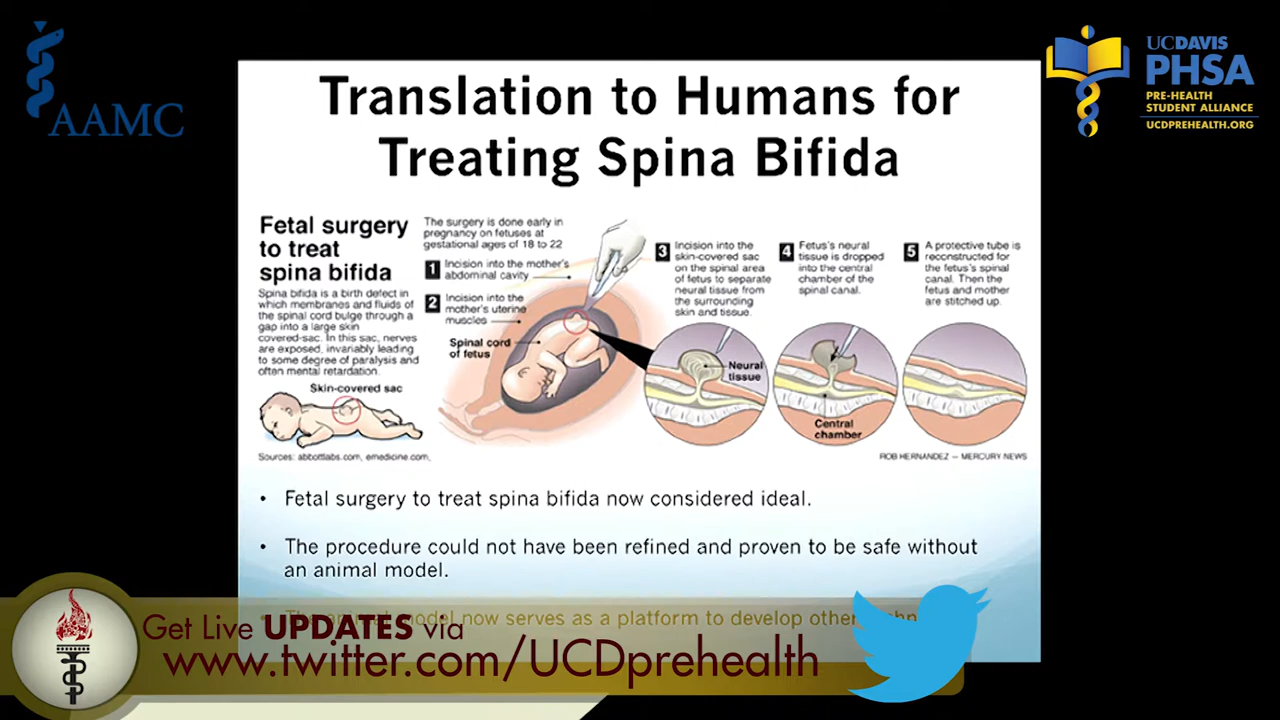 AAMC
UCDAVIS
PHSA
PRE-HEALTH
STUDENT ALLIANCE
UCDPREHEALTH.ORG
Translation to Humans for
Treating Spina Bifida
Fetal surgery
to treat
spina bifida
Spina bifida is a birth defect in
which membranes and fluids of
the spinal cord bulge through a
gap into a large skin
covered-sac. In this sac, nerves
are exposed, invariably leading
to some degree of paralysis and
often mental retardation.
Skin-covered sac
Sources: abbottlabs.com, emedicine.com,
The surgery is done early in
pregnancy on fetuses at
gestational ages of 18 to 22
1 Incision into the mother's
abdominal cavity
2 Incision into the
mother's uterine
muscles
Spinal cord
of fetus
3 Incision into the
skin-covered sac
on the spinal area
of fetus to separate
neural tissue from
the surrounding
skin and tissue.
Neural
tissue
4 Fetus's neural
tissue is dropped
into the central
chamber of the
spinal canal.
Central
chamber
5 A protective tube is
reconstructed for
the fetus's spinal
canal. Then the
fetus and mother
are stitched up.
ROB HERNANDEZ — MERCURY NEWS
• Fetal surgery to treat spina bifida now considered ideal.
• The procedure could not have been refined and proven to be safe without
an animal model.
• The animal model now serves as a platform to develop other
Get Live UPDATES via
www.twitter.com/UCDprehealth